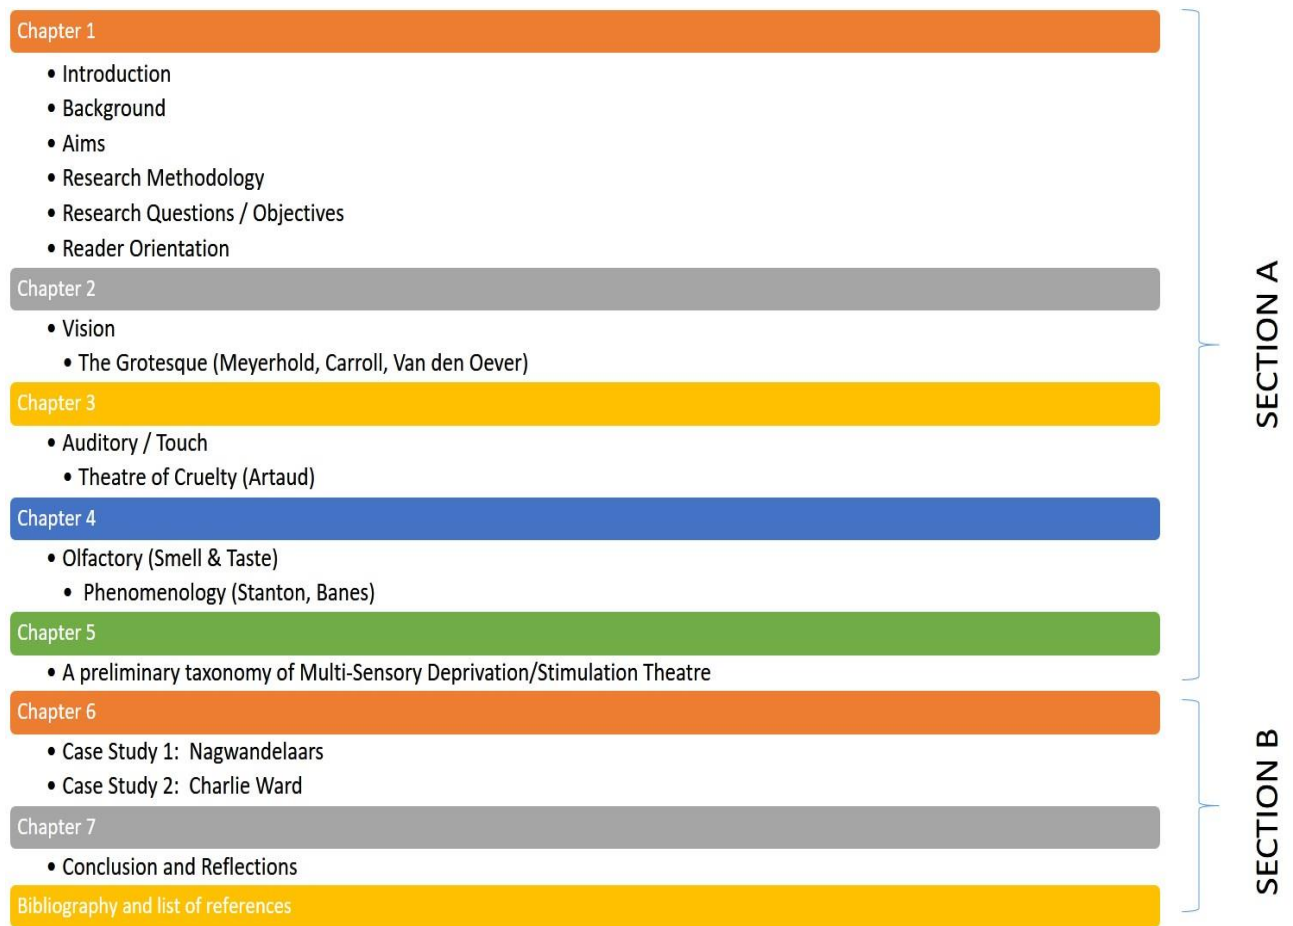 Chapter 1
• Introduction
• Background
• Aims
• Research Methodology
• Research Questions / Objectives
• Reader Orientation
Chapter 2
• Vision
• The Grotesque (Meyerhold, Carroll, Van den Oever)
Chapter 3
• Auditory / Touch
• Theatre of Cruelty (Artaud)
Chapter 4
• Olfactory (Smell & Taste)
• Phenomenology (Stanton, Banes)
Chapter 5
• A preliminary taxonomy of Multi-Sensory Deprivation/Stimulation Theatre
SECTION A
Chapter 6
• Case Study 1: Nagwandelaars
• Case Study 2: Charlie Ward
Chapter 7
• Conclusion and Reflections
Bibliography and list of references
SECTION B